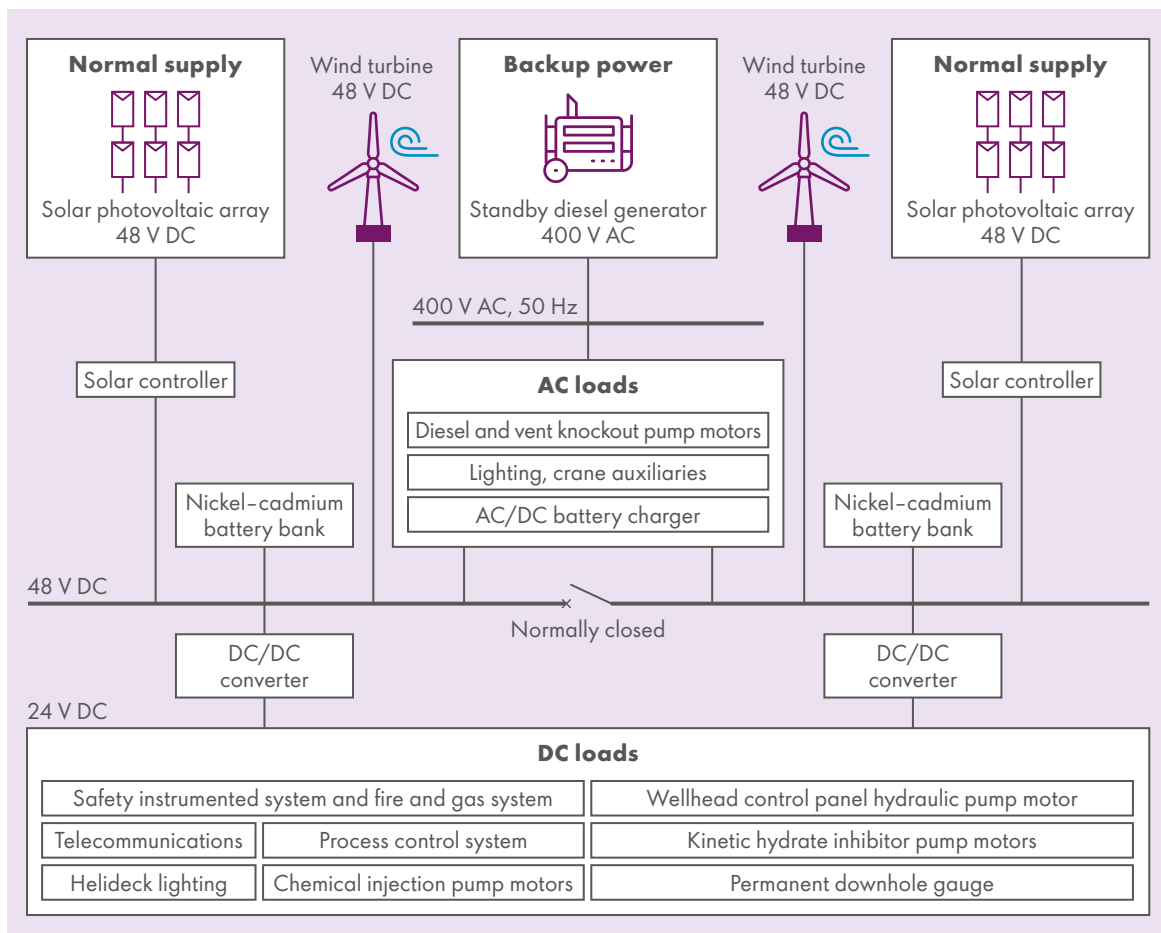 Normal supply
Solar photovoltaic array
48 V DC
Wind turbine
48 V DC
Backup power
Standby diesel generator
400 V AC
Wind turbine
48 V DC
Normal supply
Solar photovoltaic array
48 V DC
400 V AC, 50 Hz
Solar controller
AC loads
Diesel and vent knockout pump motors
Lighting, crane auxiliaries
AC/DC battery charger
Solar controller
Nickel–cadmium
battery bank
Nickel–cadmium
battery bank
48 V DC
Normally closed
DC/DC
converter
DC/DC
converter
24 V DC
DC loads
Safety instrumented system and fire and gas system
Wellhead control panel hydraulic pump motor
Telecommunications
Process control system
Kinetic hydrate inhibitor pump motors
Helideck lighting
Chemical injection pump motors
Permanent downhole gauge